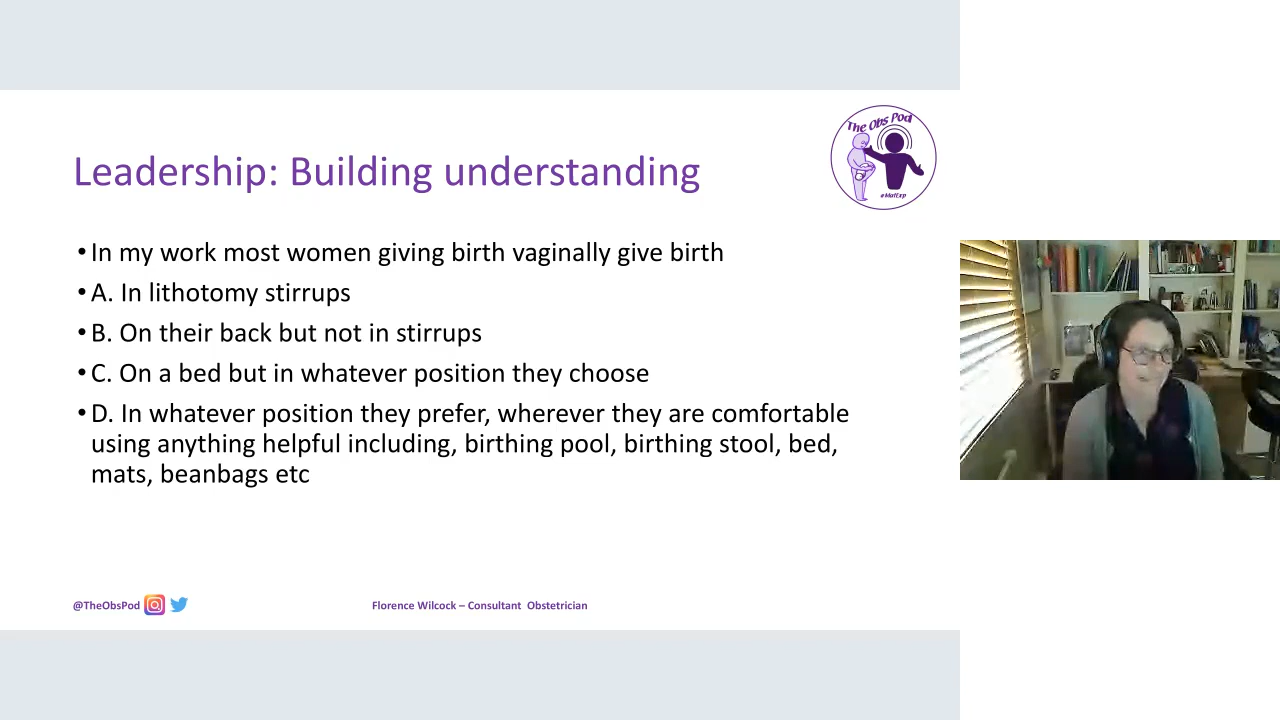 The Obs Pod
#MatExp
Leadership: Building understanding
•In my work most women giving birth vaginally give birth
•A. In lithotomy stirrups
•B. On their back but not in stirrups
•C. On a bed but in whatever position they choose
•D. In whatever position they prefer, wherever they are comfortable
using anything helpful including, birthing pool, birthing stool, bed,
mats, beanbags etc
@TheObsPod
Florence Wilcock – Consultant Obstetrician